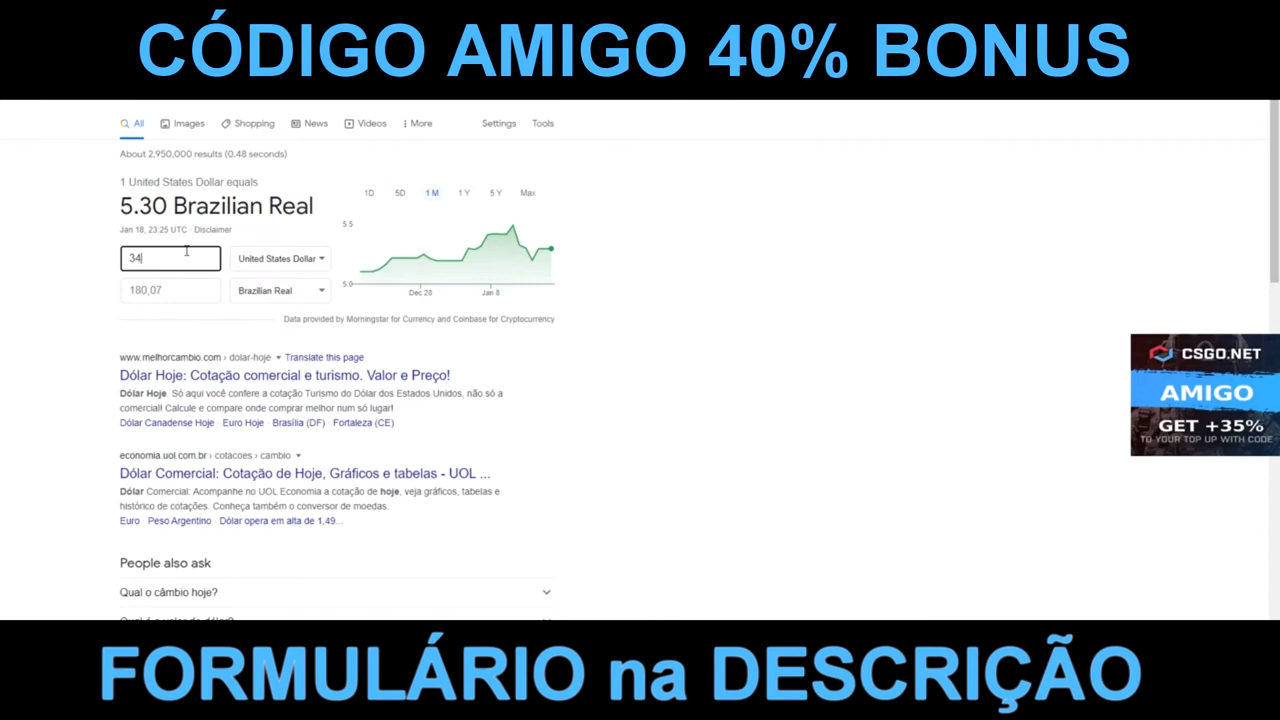 CÓDIGO AMIGO 40% BONUS
All Images Shopping News Videos More Settings Tools
About 2,950,000 results (0.48 seconds)
1 United States Dollar equals
5.30 Brazilian Real
Jan 18, 23:25 UTC · Disclaimer
34 United States Dollar
180,07 Brazilian Real
1D 5D 1M 1Y 5Y Max
5.5
5.0
Dec 28 Jan 8
Data provided by Morningstar for Currency and Coinbase for Cryptocurrency
www.melhorcambio.com › dolar-hoje Translate this page
Dólar Hoje: Cotação comercial e turismo. Valor e Preço!
Dólar Hoje. Só aqui você confere a cotação Turismo do Dólar dos Estados Unidos, não só a
comercial! Calcule e compare onde comprar melhor num só lugar!
Dólar Canadense Hoje · Euro Hoje · Brasília (DF) · Fortaleza (CE)
economia.uol.com.br › cotacoes › cambio
Dólar Comercial: Cotação de Hoje, Gráficos e tabelas - UOL ...
Dólar Comercial: Acompanhe no UOL Economia a cotação de hoje, veja gráficos, tabelas e
histórico de cotações. Conheça também o conversor de moedas.
Euro · Peso Argentino · Dólar opera em alta de 1,49...
People also ask
Qual o câmbio hoje?
CSGO.NET
AMIGO
GET +35%
TO YOUR TOP UP WITH CODE
FORMULÁRIO na DESCRIÇÃO